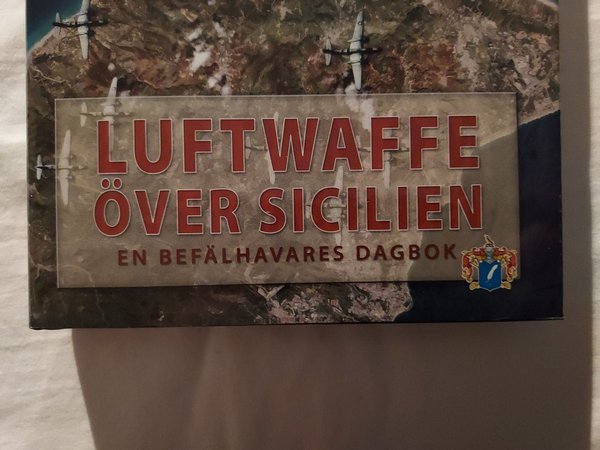 LUFTWAFFE
ÖVER SICILIEN
EN BEFÄLHAVARES DAGBOK